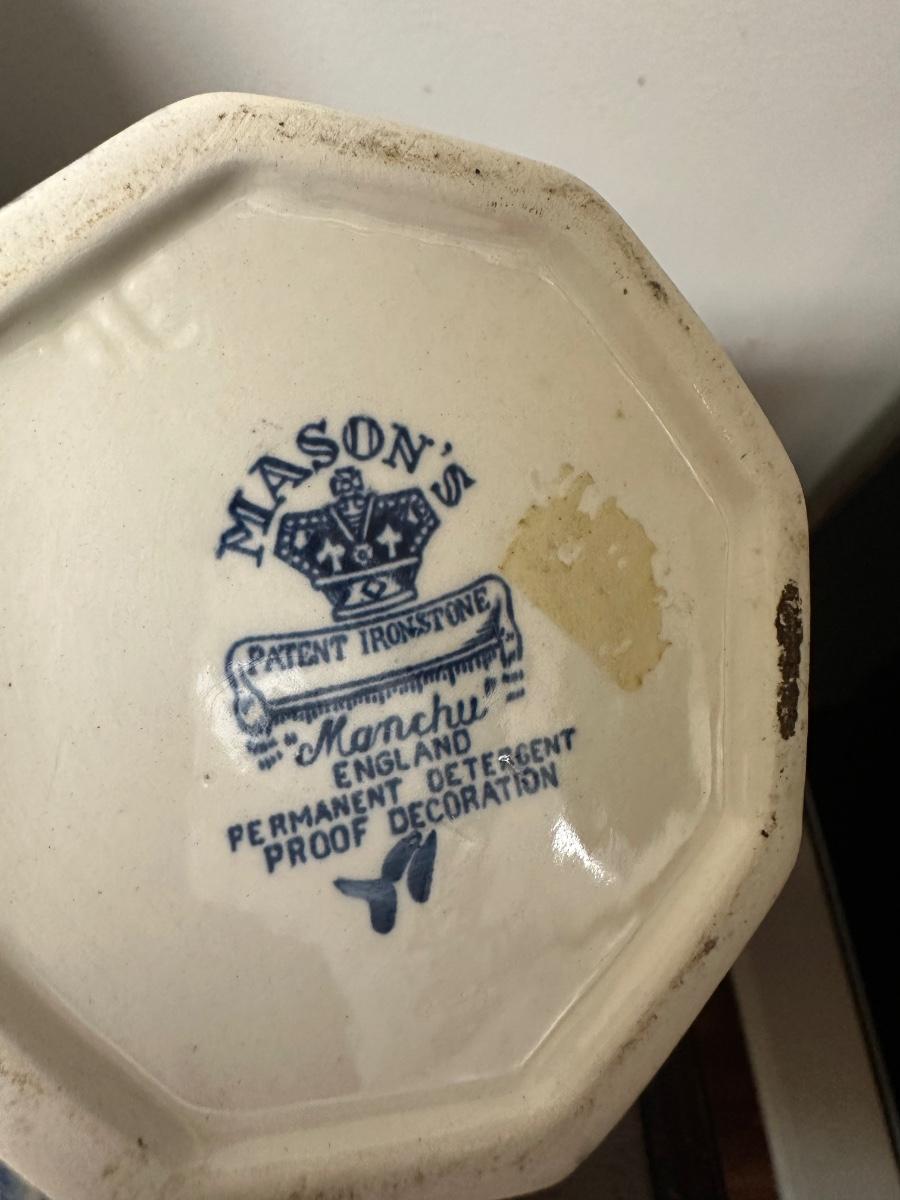 MASON'S
PATENT IRONSTONE
"Manchu"
ENGLAND
PERMANENT DETERGENT
PROOF DECORATION